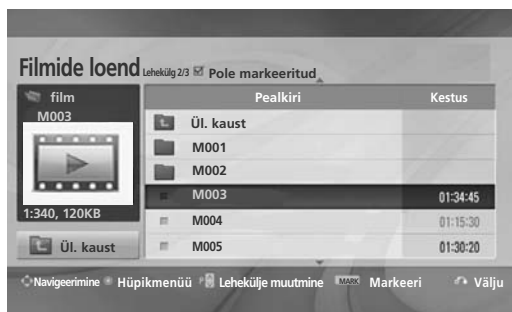 Filmide loend Lehekülg 2/3 Pole markeeritud
film
M003
1:340, 120KB
Ül. kaust
Pealkiri Kestus
Ül. kaust
M001
M002
M003 01:34:45
M004 01:15:30
M005 01:30:20
Navigeerimine Hüpikmenüü P Lehekülje muutmine MARK Markeeri Välju